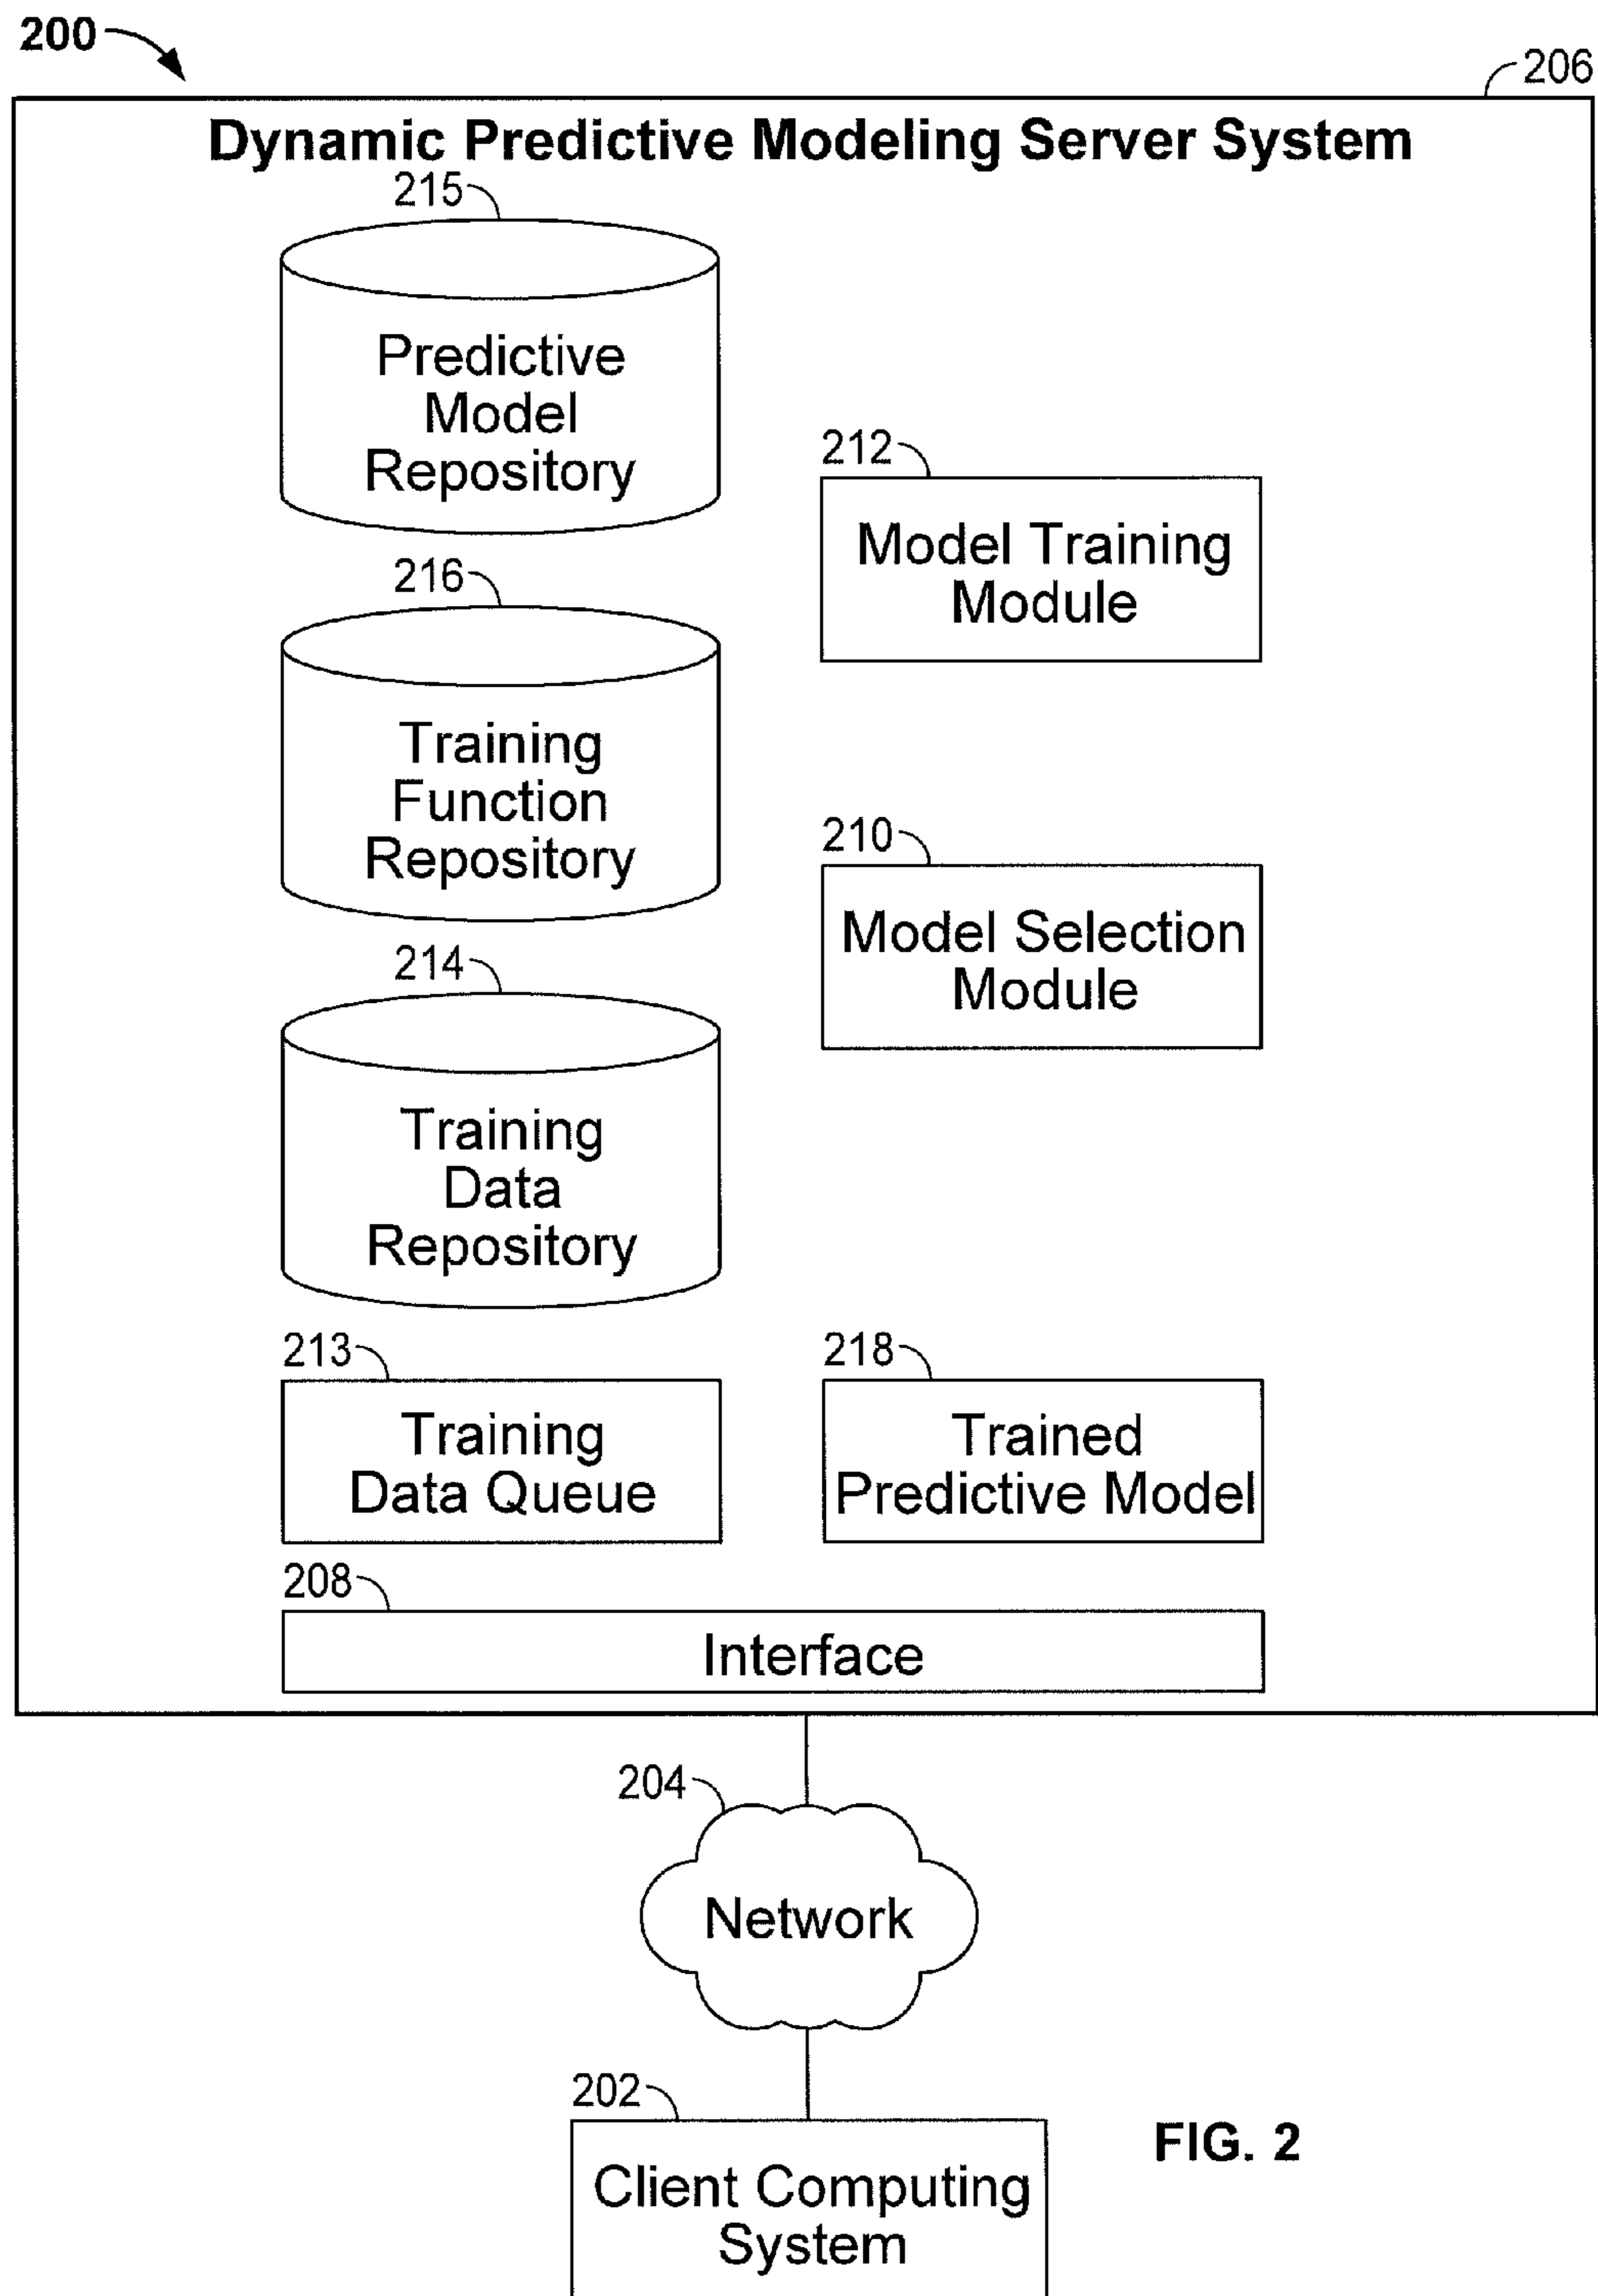 200
206
Dynamic Predictive Modeling Server System
215
Predictive
Model
Repository
212
Model Training
Module
216
Training
Function
Repository
210
Model Selection
Module
214
Training
Data
Repository
213
Training
Data Queue
218
Trained
Predictive Model
208
Interface
204
Network
202
Client Computing
System
FIG. 2